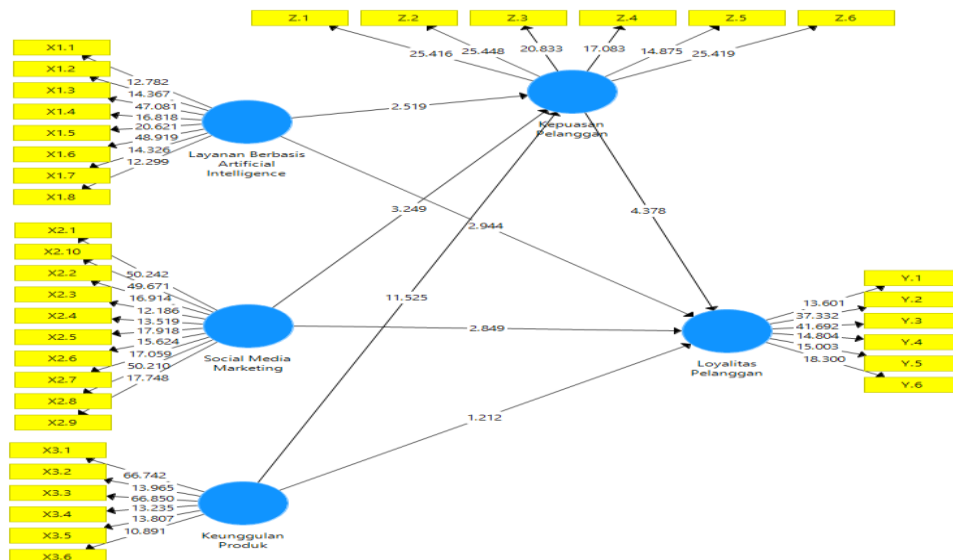 Z.1
Z.2
Z.3
Z.4
Z.5
Z.6
25.416
25.448
20.833
17.083
14.875
25.419
Kepuasan
Pelanggan
X1.1
X1.2
X1.3
X1.4
X1.5
X1.6
X1.7
X1.8
12.782
14.367
47.081
16.818
20.621
48.919
14.326
12.299
Layanan Berbasis
Artificial
Intelligence
2.519
3.249
2.944
4.378
11.525
2.849
1.212
X2.1
X2.10
X2.2
X2.3
X2.4
X2.5
X2.6
X2.7
X2.8
X2.9
50.242
49.671
16.914
12.186
13.519
17.918
15.624
17.059
50.210
17.748
Social Media
Marketing
Y.1
Y.2
Y.3
Y.4
Y.5
Y.6
13.601
37.332
41.692
14.804
15.003
18.300
Loyalitas
Pelanggan
X3.1
X3.2
X3.3
X3.4
X3.5
X3.6
66.742
13.965
66.850
13.235
13.807
10.891
Keunggulan
Produk